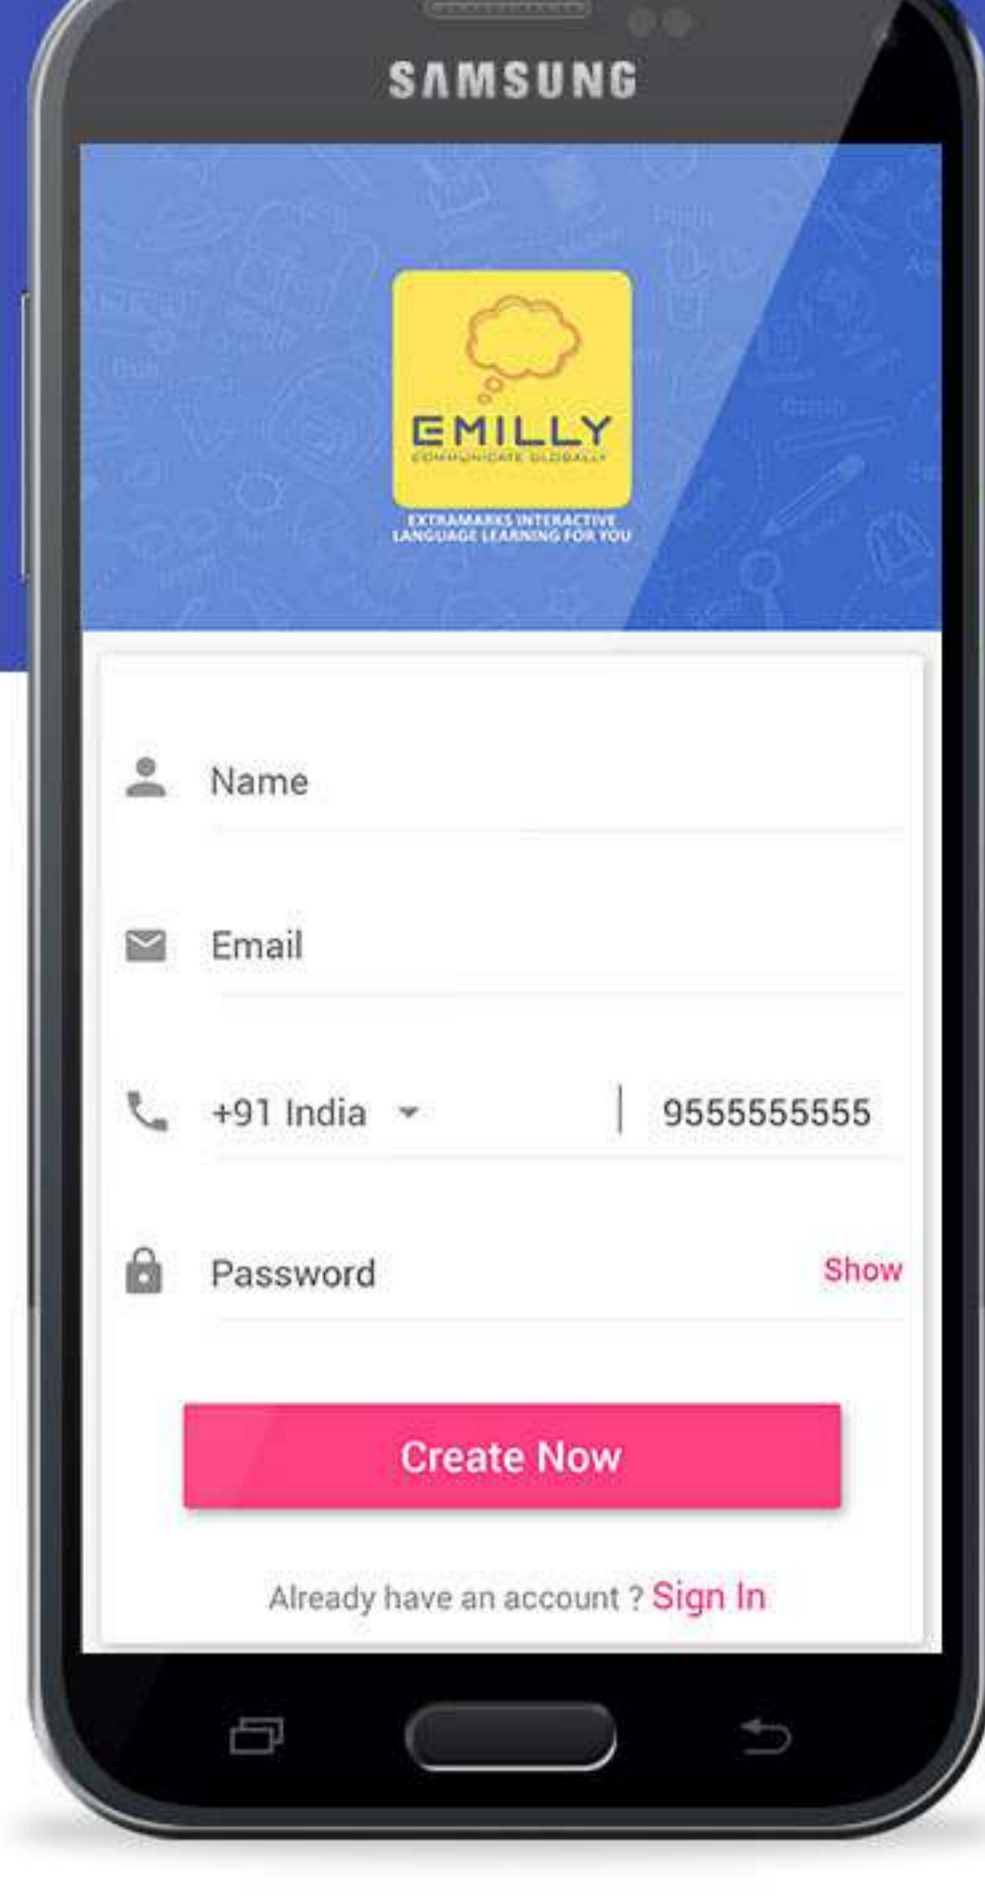 SAMSUNG
EMILLY
COMMUNICATE GLOBALLY
EXTRAMARKS INTERACTIVE
LANGUAGE LEARNING FOR YOU
Name
Email
+91 India | 9555555555
Password Show
Create Now
Already have an account ? Sign In